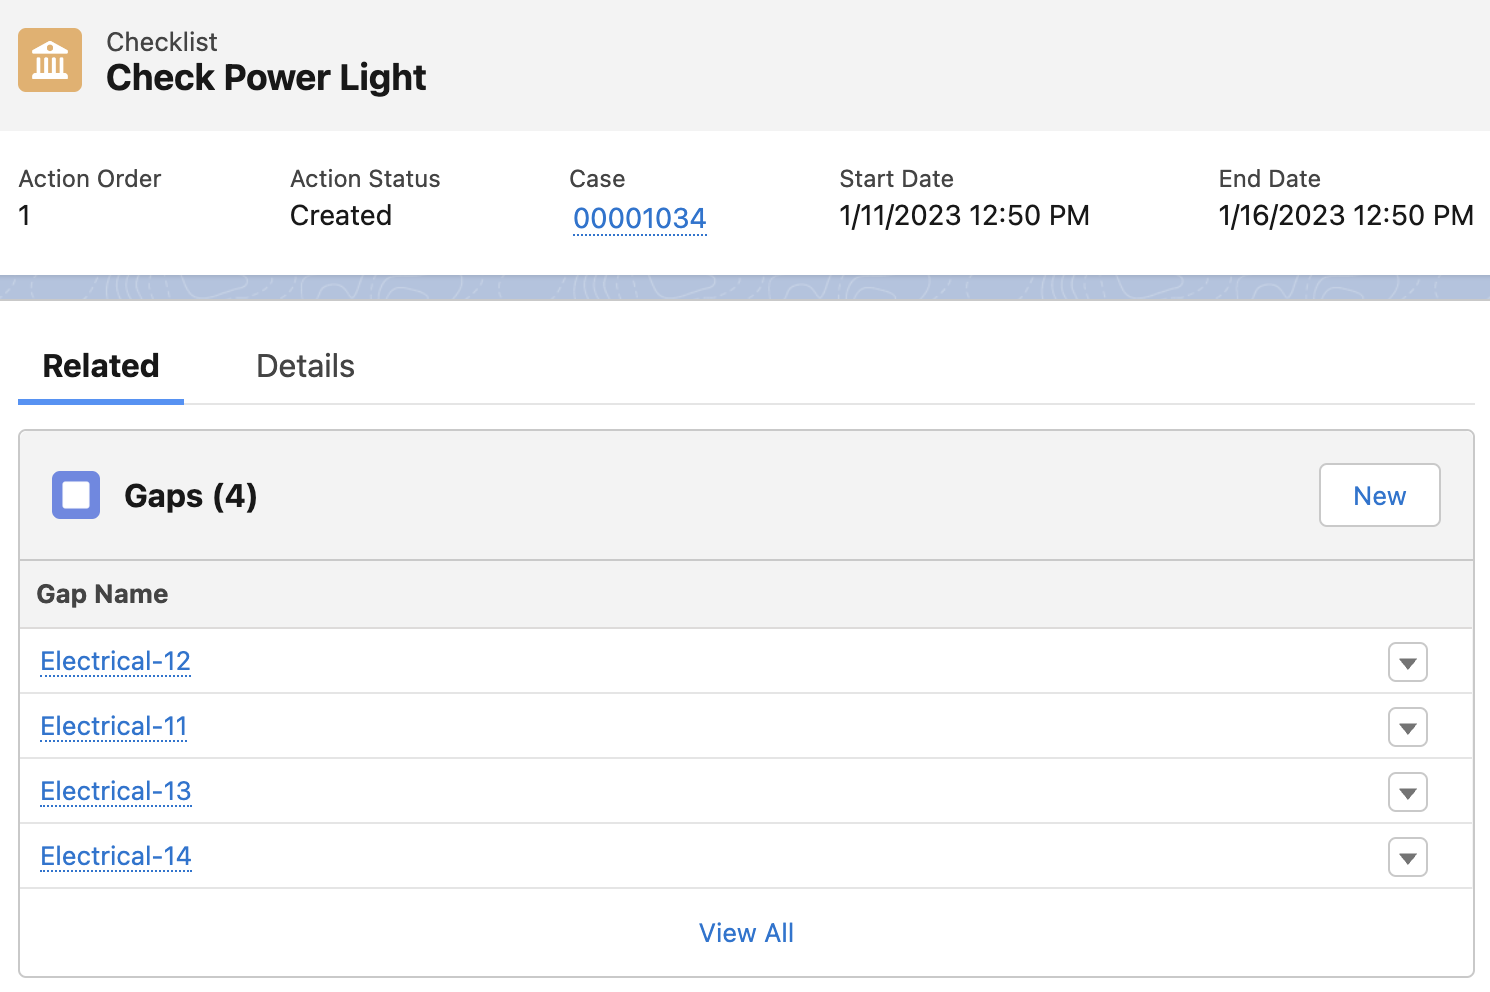 Checklist
Check Power Light
Action Order
1
Action Status
Created
Case
00001034
Start Date
1/11/2023 12:50 PM
End Date
1/16/2023 12:50 PM
Related
Details
Gaps (4)
New
Gap Name
Electrical-12
Electrical-11
Electrical-13
Electrical-14
View All